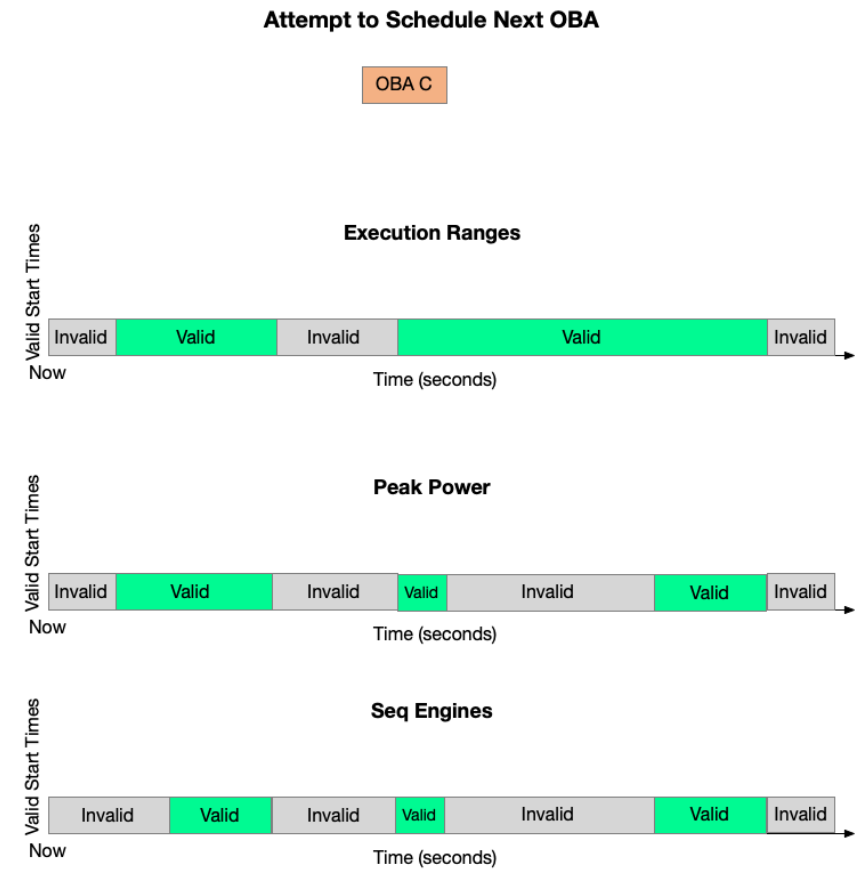 Attempt to Schedule Next OBA
OBA C
Execution Ranges
Valid Start Times
Invalid Valid Invalid Valid Invalid
Now
Time (seconds)
Peak Power
Valid Start Times
Invalid Valid Invalid Valid Invalid Valid Invalid
Now
Time (seconds)
Seq Engines
Valid Start Times
Invalid Valid Invalid Valid Invalid Valid Invalid
Now
Time (seconds)